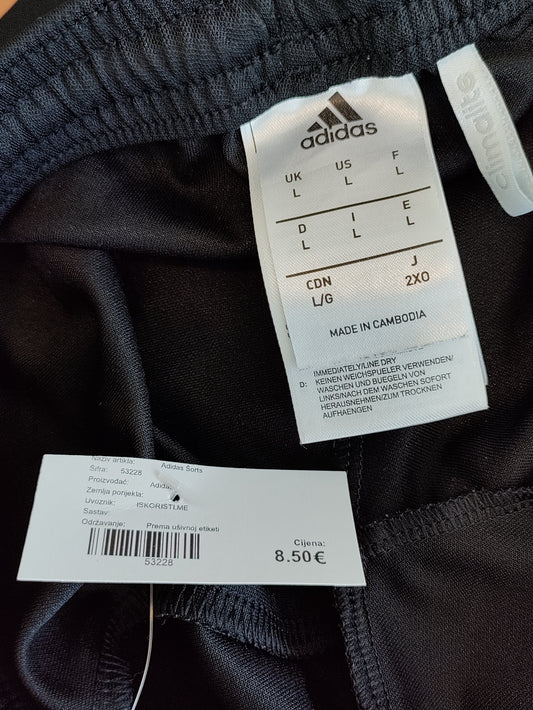 adidas
climalite
UK US F
L L L
D I E
L L L
CDN J
L/G 2XO
MADE IN CAMBODIA
IMMEDIATELY/LINE DRY
D: KEINEN WEICHSPUELER VERWENDEN/
WASCHEN UND BUEGELN VON
LINKS/NACH DEM WASCHEN SOFORT
HERAUSNEHMEN/ZUM TROCKNEN
AUFHAENGEN
Naziv artikla: Adidas Šorts
Šifra: 53228
Proizvođač: Adidas
Zemlja porijekla:
Uvoznik: ISKORISTI.ME
Sastav:
Održavanje: Prema ušivnoj etiketi
53228
Cijena:
8.50€